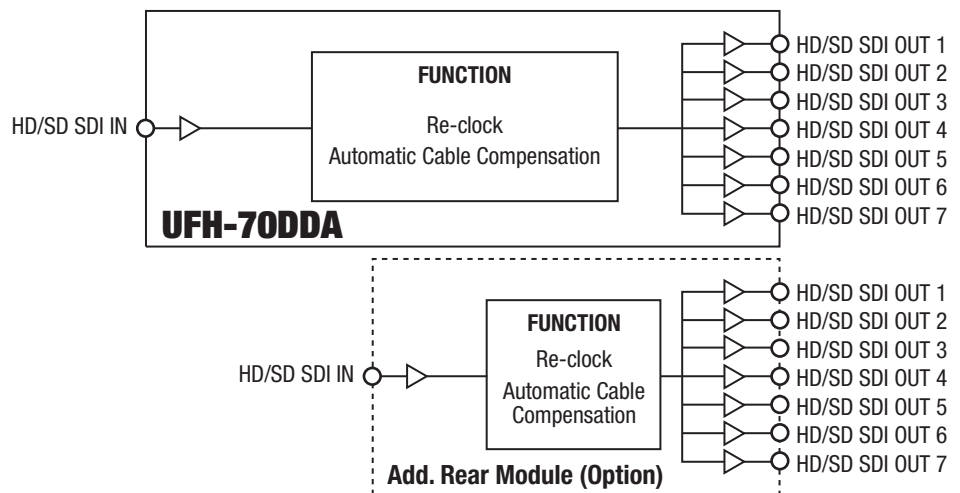 FUNCTION
Re-clock
Automatic Cable Compensation
HD/SD SDI IN
UFH-70DDA
HD/SD SDI OUT 1
HD/SD SDI OUT 2
HD/SD SDI OUT 3
HD/SD SDI OUT 4
HD/SD SDI OUT 5
HD/SD SDI OUT 6
HD/SD SDI OUT 7
FUNCTION
Re-clock
Automatic Cable
Compensation
HD/SD SDI IN
Add. Rear Module (Option)
HD/SD SDI OUT 1
HD/SD SDI OUT 2
HD/SD SDI OUT 3
HD/SD SDI OUT 4
HD/SD SDI OUT 5
HD/SD SDI OUT 6
HD/SD SDI OUT 7